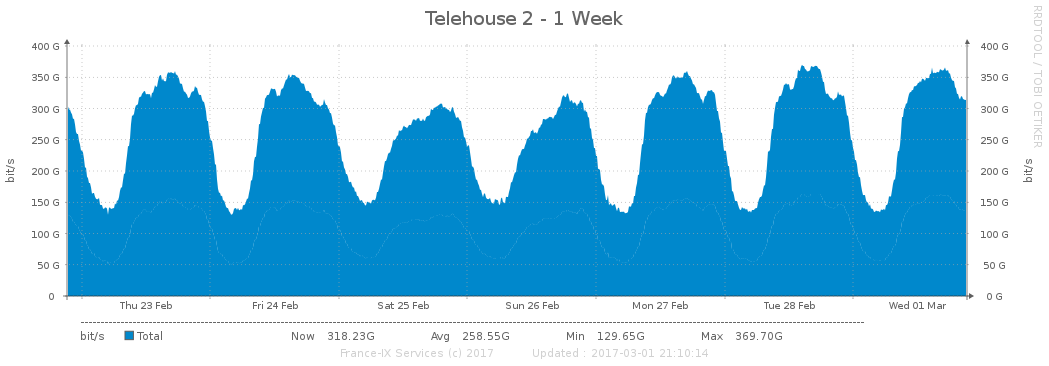 Telehouse 2 - 1 Week
RRDTOOL / TOBI OETIKER
400 G 400 G
350 G 350 G
300 G 300 G
250 G 250 G
200 G 200 G
150 G 150 G
100 G 100 G
50 G 50 G
0 0 G
bit/s
bit/s
Thu 23 Feb Fri 24 Feb Sat 25 Feb Sun 26 Feb Mon 27 Feb Tue 28 Feb Wed 01 Mar
bit/s Total Now 318.23G Avg 258.55G Min 129.65G Max 369.70G
France-IX Services (c) 2017 Updated : 2017-03-01 21:10:14